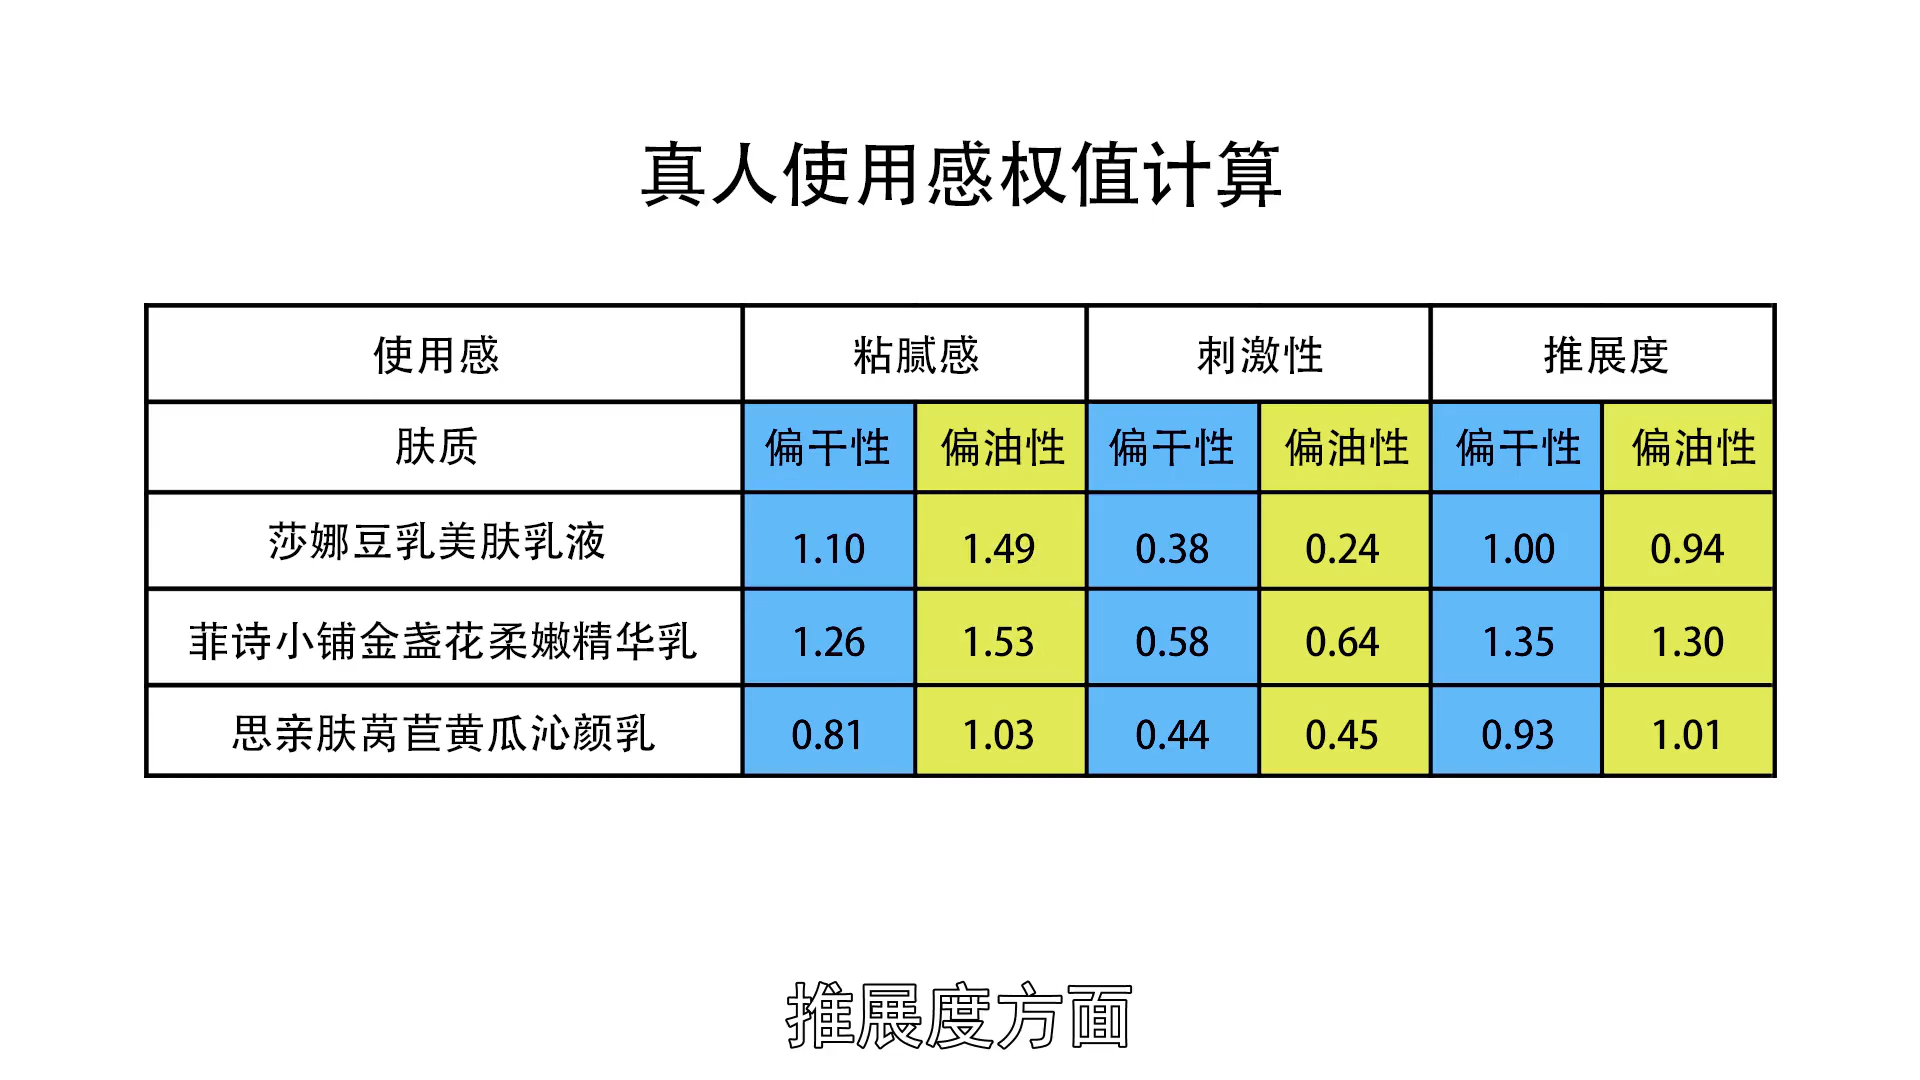 真人使用感权值计算
使用感 粘腻感 刺激性 推展度
肤质 偏干性 偏油性 偏干性 偏油性 偏干性 偏油性
莎娜豆乳美肤乳液 1.10 1.49 0.38 0.24 1.00 0.94
菲诗小铺金盏花柔嫩精华乳 1.26 1.53 0.58 0.64 1.35 1.30
思亲肤莴苣黄瓜沁颜乳 0.81 1.03 0.44 0.45 0.93 1.01
推展度方面